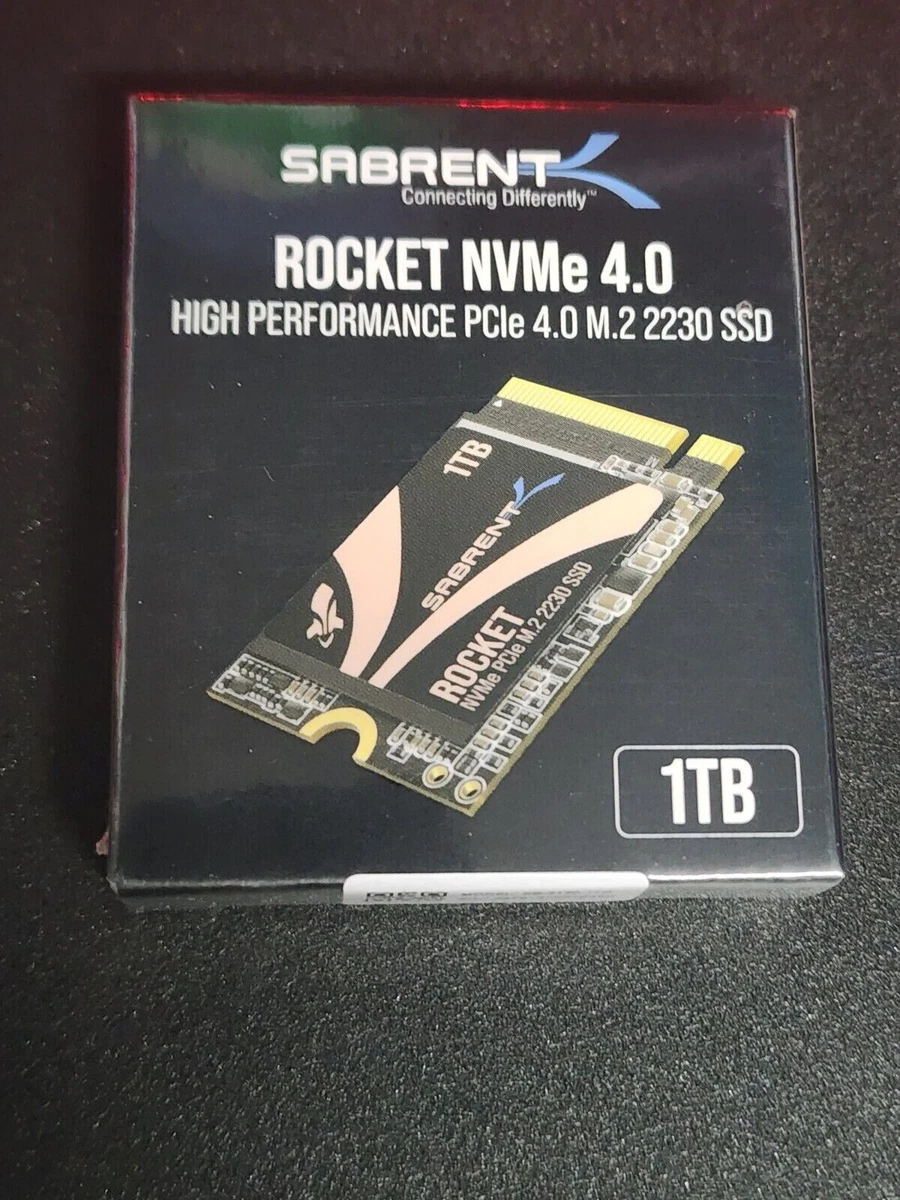 SABRENT
Connecting Differently™
ROCKET NVMe 4.0
HIGH PERFORMANCE PCIe 4.0 M.2 2230 SSD
1TB
SABRENT
ROCKET
NVMe PCIe M.2 2230 SSD
1TB